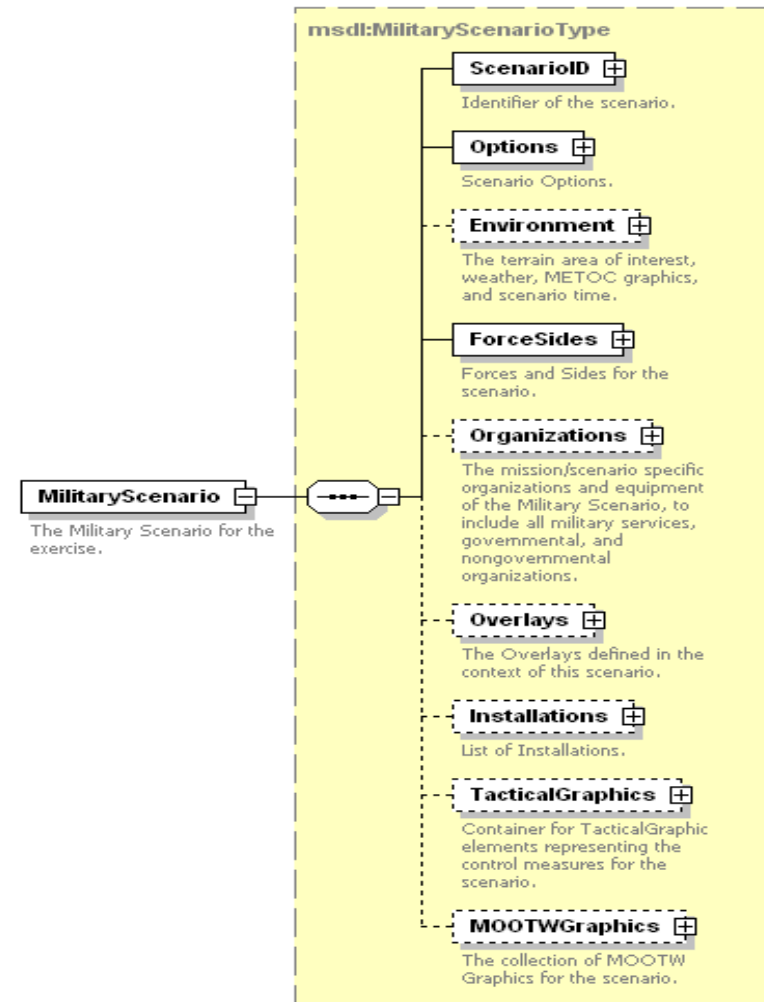 msdl:MilitaryScenarioType
ScenarioID
Identifier of the scenario.
Options
Scenario Options.
Environment
The terrain area of interest,
weather, METOC graphics,
and scenario time.
ForceSides
Forces and Sides for the
scenario.
Organizations
The mission/scenario specific
organizations and equipment
of the Military Scenario, to
include all military services,
governmental, and
nongovernmental
organizations.
MilitaryScenario
The Military Scenario for the
exercise.
Overlays
The Overlays defined in the
context of this scenario.
Installations
List of Installations.
TacticalGraphics
Container for TacticalGraphic
elements representing the
control measures for the
scenario.
MOOTWGraphics
The collection of MOOTW
Graphics for the scenario.